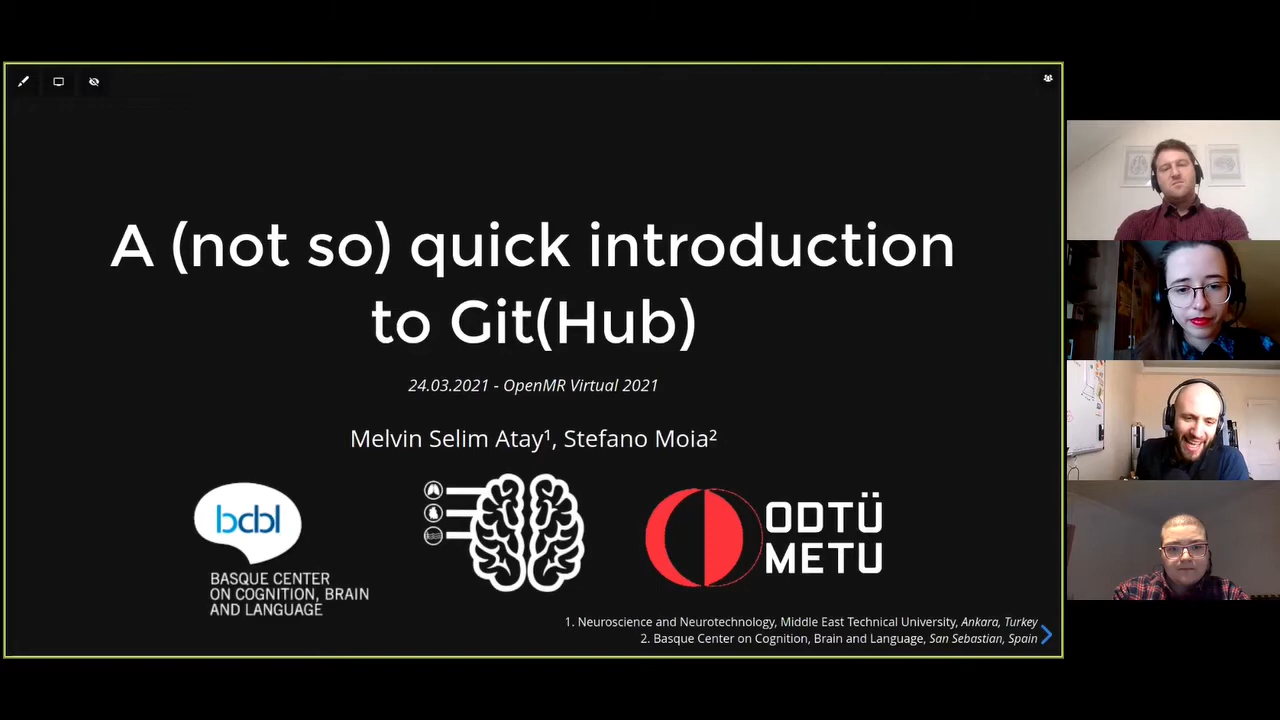 A (not so) quick introduction
to Git(Hub)
24.03.2021 - OpenMR Virtual 2021
Melvin Selim Atay¹, Stefano Moia²
bcbl
BASQUE CENTER
ON COGNITION, BRAIN
AND LANGUAGE
ODTÜ
METU
1. Neuroscience and Neurotechnology, Middle East Technical University, Ankara, Turkey
2. Basque Center on Cognition, Brain and Language, San Sebastian, Spain